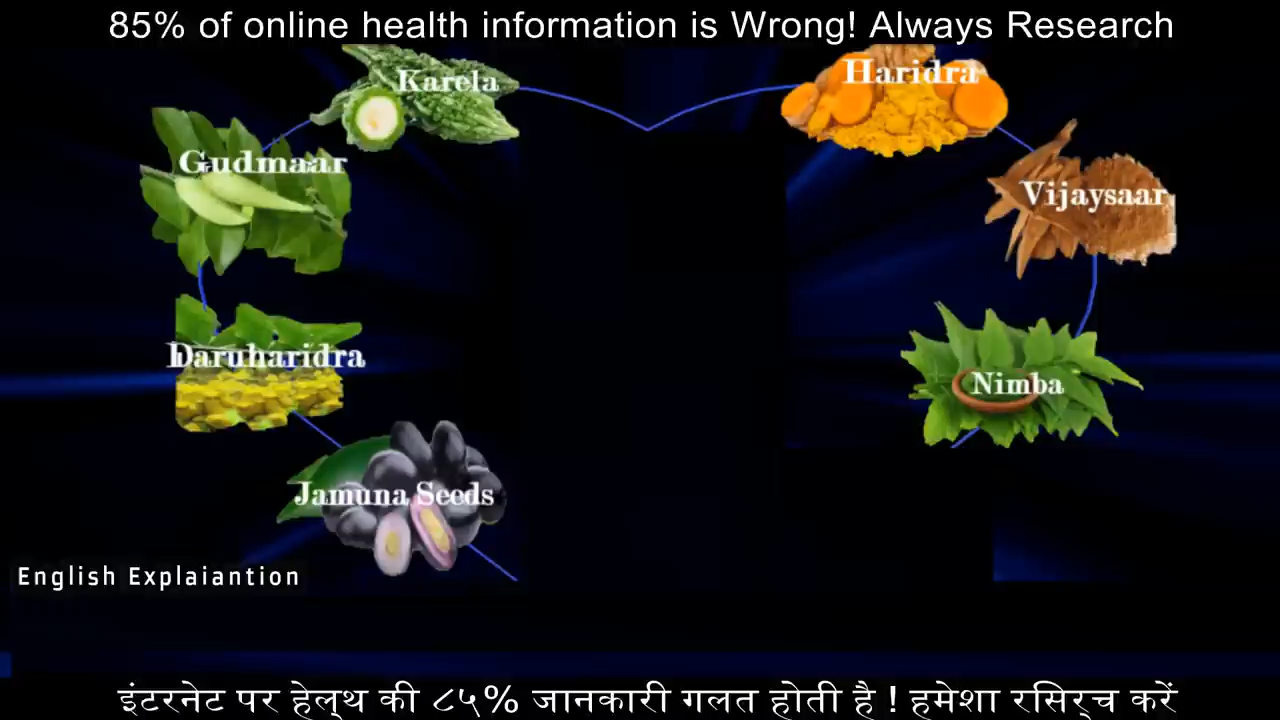 85% of online health information is Wrong! Always Research
Karela
Haridra
Gudmaar
Vijaysaar
Daruharidra
Nimba
Jamuna Seeds
English Explaiantion
इंटरनेट पर हेल्थ की ८५% जानकारी गलत होती है ! हमेशा रसिर्च करें